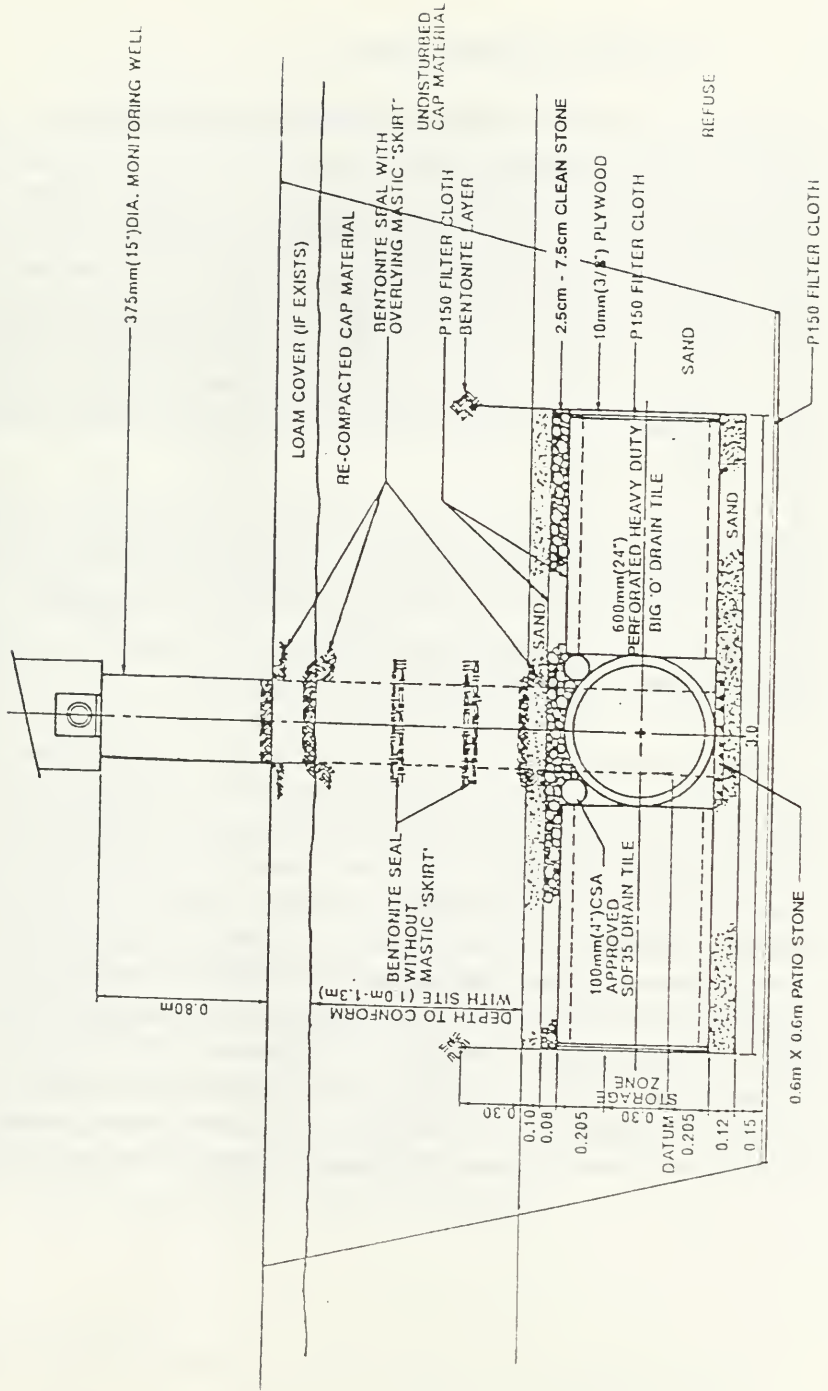 375mm(15")DIA. MONITORING WELL
LOAM COVER (IF EXISTS)
RE-COMPACTED CAP MATERIAL
BENTONITE SEAL WITH
OVERLYING MASTIC 'SKIRT'
UNDISTURBED
CAP MATERIAL
P150 FILTER CLOTH
BENTONITE LAYER
2.5cm - 7.5cm CLEAN STONE
10mm(3/8") PLYWOOD
P150 FILTER CLOTH
SAND
REFUSE
P150 FILTER CLOTH
SAND
600mm(24")
PERFORATED HEAVY DUTY
BIG 'O' DRAIN TILE
SAND
3.0
BENTONITE SEAL
WITHOUT
MASTIC 'SKIRT'
100mm(4")CSA
APPROVED
SDF35 DRAIN TILE
0.80m
DEPTH TO CONFORM
WITH SITE (1.0m-1.3m)
STORAGE
ZONE
0.30
0.10
0.08
0.205
0.30
DATUM
0.205
0.12
0.15
0.6m X 0.6m PATIO STONE